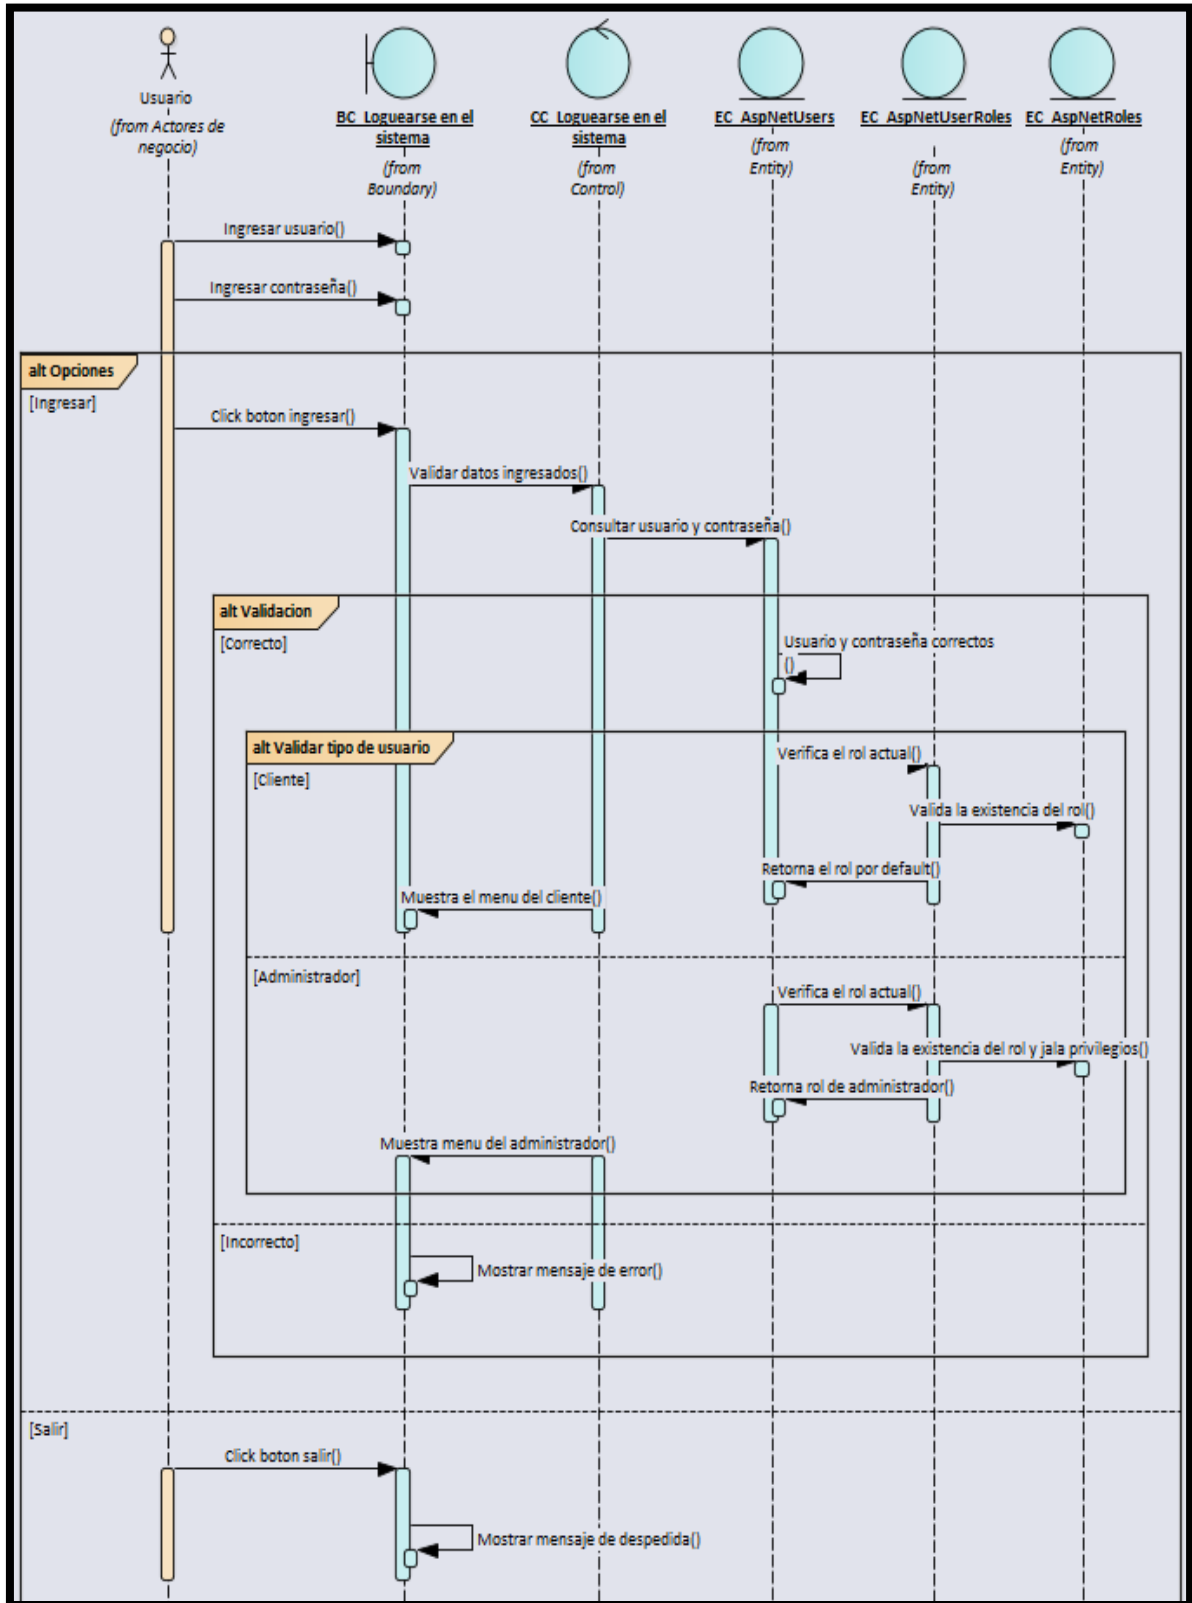 Usuario
(from Actores de
negocio)
BC_Loguearse en el
sistema
(from
Boundary)
CC_Loguearse en el
sistema
(from
Control)
EC_AspNetUsers
(from
Entity)
EC_AspNetUserRoles
(from
Entity)
EC_AspNetRoles
(from
Entity)
Ingresar usuario()
Ingresar contraseña()
alt Opciones
[Ingresar]
Click boton ingresar()
Validar datos ingresados()
Consultar usuario y contraseña()
alt Validacion
[Correcto]
Usuario y contraseña correctos
()
alt Validar tipo de usuario
[Cliente]
Verifica el rol actual()
Valida la existencia del rol()
Retorna el rol por default()
Muestra el menu del cliente()
[Administrador]
Verifica el rol actual()
Valida la existencia del rol y jala privilegios()
Retorna rol de administrador()
Muestra menu del administrador()
[Incorrecto]
Mostrar mensaje de error()
[Salir]
Click boton salir()
Mostrar mensaje de despedida()